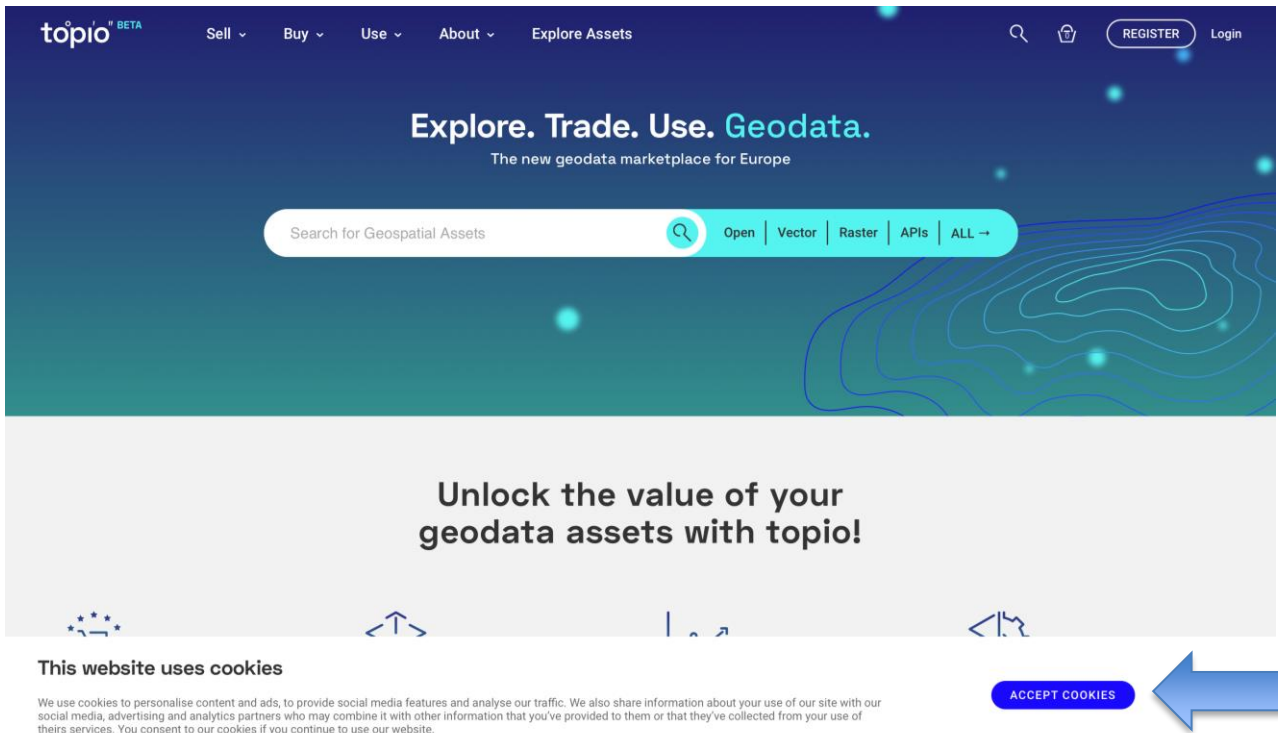 topio" BETA
Sell Buy Use About Explore Assets 0 REGISTER Login
Explore. Trade. Use. Geodata.
The new geodata marketplace for Europe
Search for Geospatial Assets Open | Vector | Raster | APIs | ALL →
Unlock the value of your
geodata assets with topio!
This website uses cookies
We use cookies to personalise content and ads, to provide social media features and analyse our traffic. We also share information about your use of our site with our
social media, advertising and analytics partners who may combine it with other information that you've provided to them or that they've collected from your use of
theirs services. You consent to our cookies if you continue to use our website.
ACCEPT COOKIES